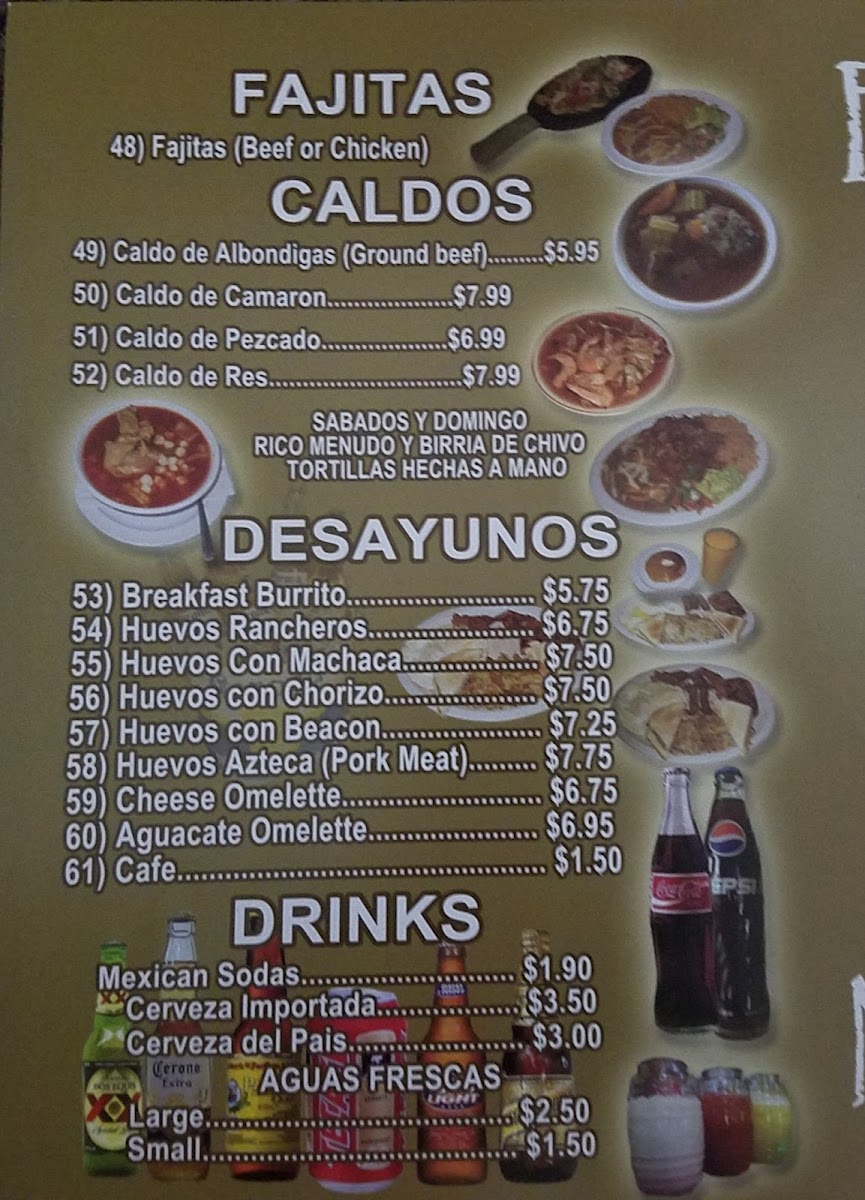 FAJITAS
48) Fajitas (Beef or Chicken)
CALDOS
49) Caldo de Albondigas (Ground beef).........$5.95
50) Caldo de Camaron...................$7.99
51) Caldo de Pezcado...................$6.99
52) Caldo de Res.............................$7.99
SABADOS Y DOMINGO
RICO MENUDO Y BIRRIA DE CHIVO
TORTILLAS HECHAS A MANO
DESAYUNOS
53) Breakfast Burrito........................ $5.75
54) Huevos Rancheros...................... $6.75
55) Huevos Con Machaca................. $7.50
56) Huevos con Chorizo................... $7.50
57) Huevos con Beacon.................... $7.25
58) Huevos Azteca (Pork Meat)......... $7.75
59) Cheese Omelette......................... $6.75
60) Aguacate Omelette..................... $6.95
61) Cafe.............................................. $1.50
Coca-Cola
PEPSI
DRINKS
Mexican Sodas........................... $1.90
Cerveza Importada................... $3.50
Cerveza del Pais....................... $3.00
AGUAS FRESCAS
Large....................................... $2.50
Small....................................... $1.50
XX
DOS EQUIS
XX
Corona
Extra
LIGHT